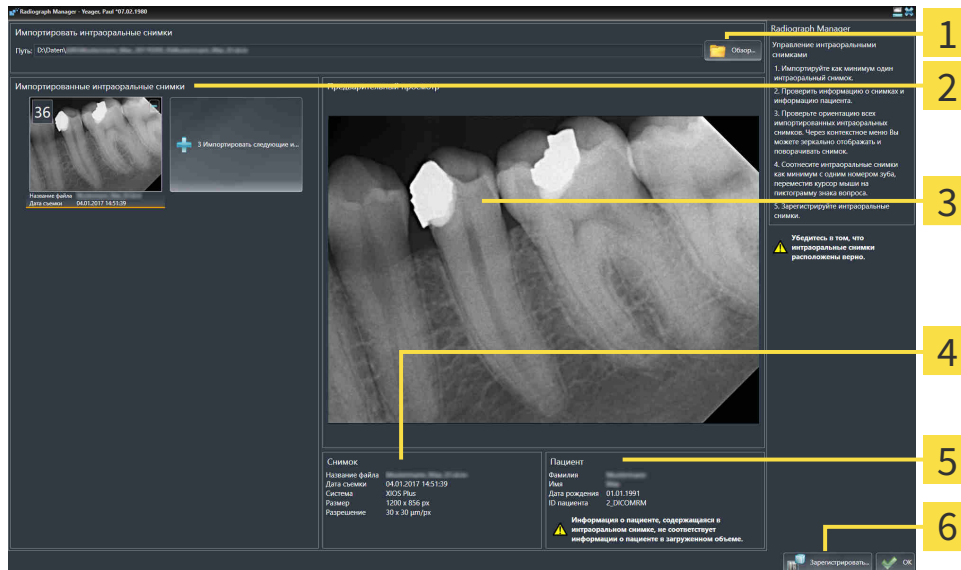 Radiograph Manager - Yeager, Paul *07.02.1980
Импортировать интраоральные снимки
Путь: D:\Daten\
Обзор...
1
Импортированные интраоральные снимки
2
36
3 Импортировать следующие и...
Название файла
Дата съемки 04.01.2017 14:51:39
Предварительный просмотр
3
Снимок
4
Название файла
Дата съемки 04.01.2017 14:51:39
Система XIOS Plus
Размер 1200 x 856 px
Разрешение 30 x 30 µm/px
Пациент
5
Фамилия
Имя
Дата рождения 01.01.1991
ID пациента 2_DICOMRM
Информация о пациенте, содержащаяся в
интраоральном снимке, не соответствует
информации о пациенте в загруженном объеме.
Radiograph Manager
Управление интраоральными
снимками
1. Импортируйте как минимум один
интраоральный снимок.
2. Проверить информацию о снимках и
информацию пациента.
3. Проверьте ориентацию всех
импортированных интраоральных
снимков. Через контекстное меню Вы
можете зеркально отображать и
поворачивать снимок.
4. Соотнесите интраоральные снимки
как минимум с одним номером зуба,
переместив курсор мыши на
пиктограмму знака вопроса.
5. Зарегистрируйте интраоральные
снимки.
Убедитесь в том, что
интраоральные снимки
расположены верно.
6
Зарегистрировать...
OK